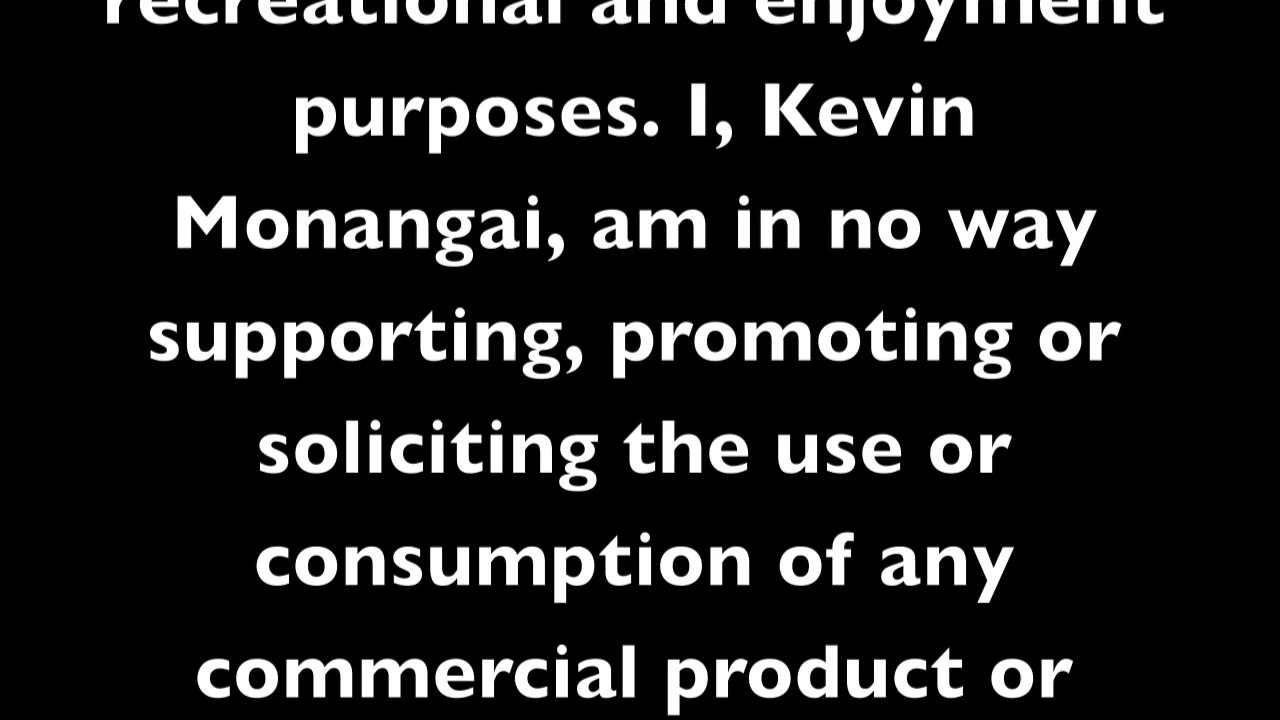 recreational and enjoyment
purposes. I, Kevin
Monangai, am in no way
supporting, promoting or
soliciting the use or
consumption of any
commercial product or